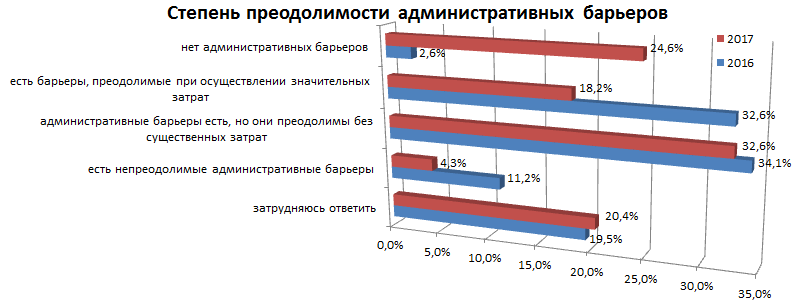 Степень преодолимости административных барьеров
нет административных барьеров
24,6%
2,6%
2017
2016
есть барьеры, преодолимые при осуществлении значительных
затрат
18,2%
32,6%
административные барьеры есть, но они преодолимы без
существенных затрат
32,6%
34,1%
есть непреодолимые административные барьеры
4,3%
11,2%
затрудняюсь ответить
20,4%
19,5%
0,0%
5,0%
10,0%
15,0%
20,0%
25,0%
30,0%
35,0%